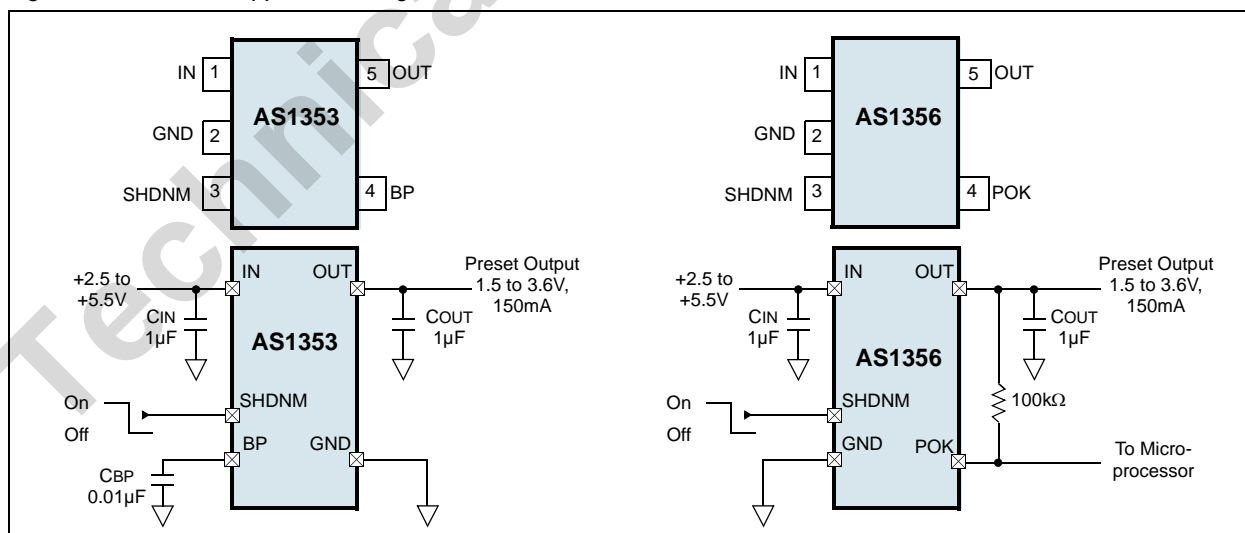 IN 1
5 OUT
AS1353
GND 2
SHDNM 3
4 BP
IN 1
5 OUT
AS1356
GND 2
SHDNM 3
4 POK
+2.5 to
+5.5V
IN
OUT
Preset Output
1.5 to 3.6V,
150mA
CIN
1µF
COUT
1µF
AS1353
On
Off
SHDNM
BP
GND
CBP
0.01µF
+2.5 to
+5.5V
IN
OUT
Preset Output
1.5 to 3.6V,
150mA
CIN
1µF
COUT
1µF
AS1356
100kΩ
On
Off
SHDNM
GND
POK
To Micro-
processor
Technica